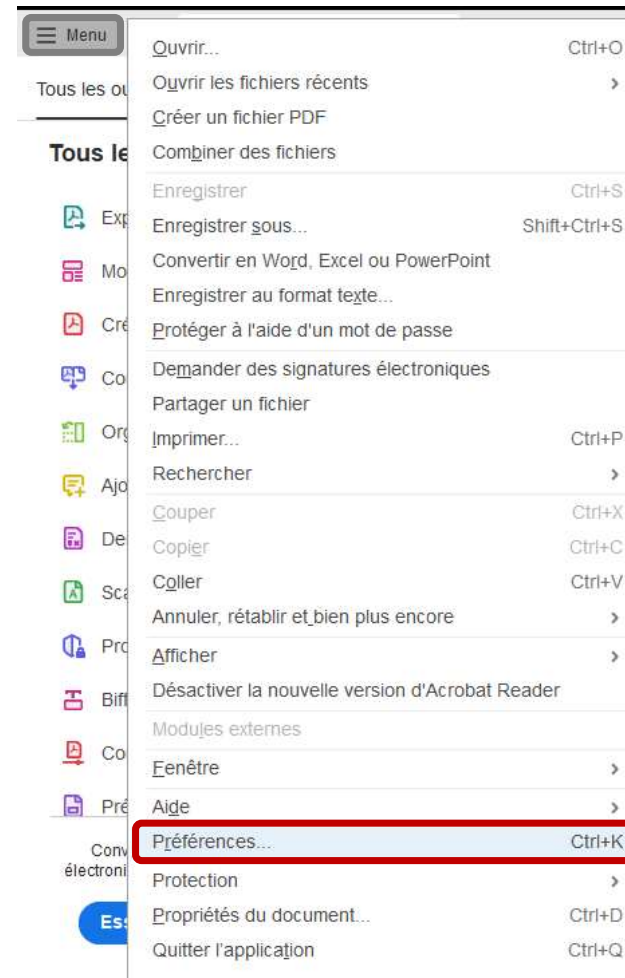 Menu
Tous les ou
Tous le
Exp
Mo
Cré
Co
Org
Ajo
De
Sca
Pro
Biff
Co
Pré
Conv
électroni
Ess
Ouvrir... Ctrl+O
Ouvrir les fichiers récents >
Créer un fichier PDF
Combiner des fichiers
Enregistrer Ctrl+S
Enregistrer sous... Shift+Ctrl+S
Convertir en Word, Excel ou PowerPoint
Enregistrer au format texte...
Protéger à l'aide d'un mot de passe
Demander des signatures électroniques
Partager un fichier
Imprimer... Ctrl+P
Rechercher >
Couper Ctrl+X
Copier Ctrl+C
Coller Ctrl+V
Annuler, rétablir et bien plus encore >
Afficher >
Désactiver la nouvelle version d'Acrobat Reader
Modules externes
Fenêtre >
Aide >
Préférences... Ctrl+K
Protection >
Propriétés du document... Ctrl+D
Quitter l'application Ctrl+Q